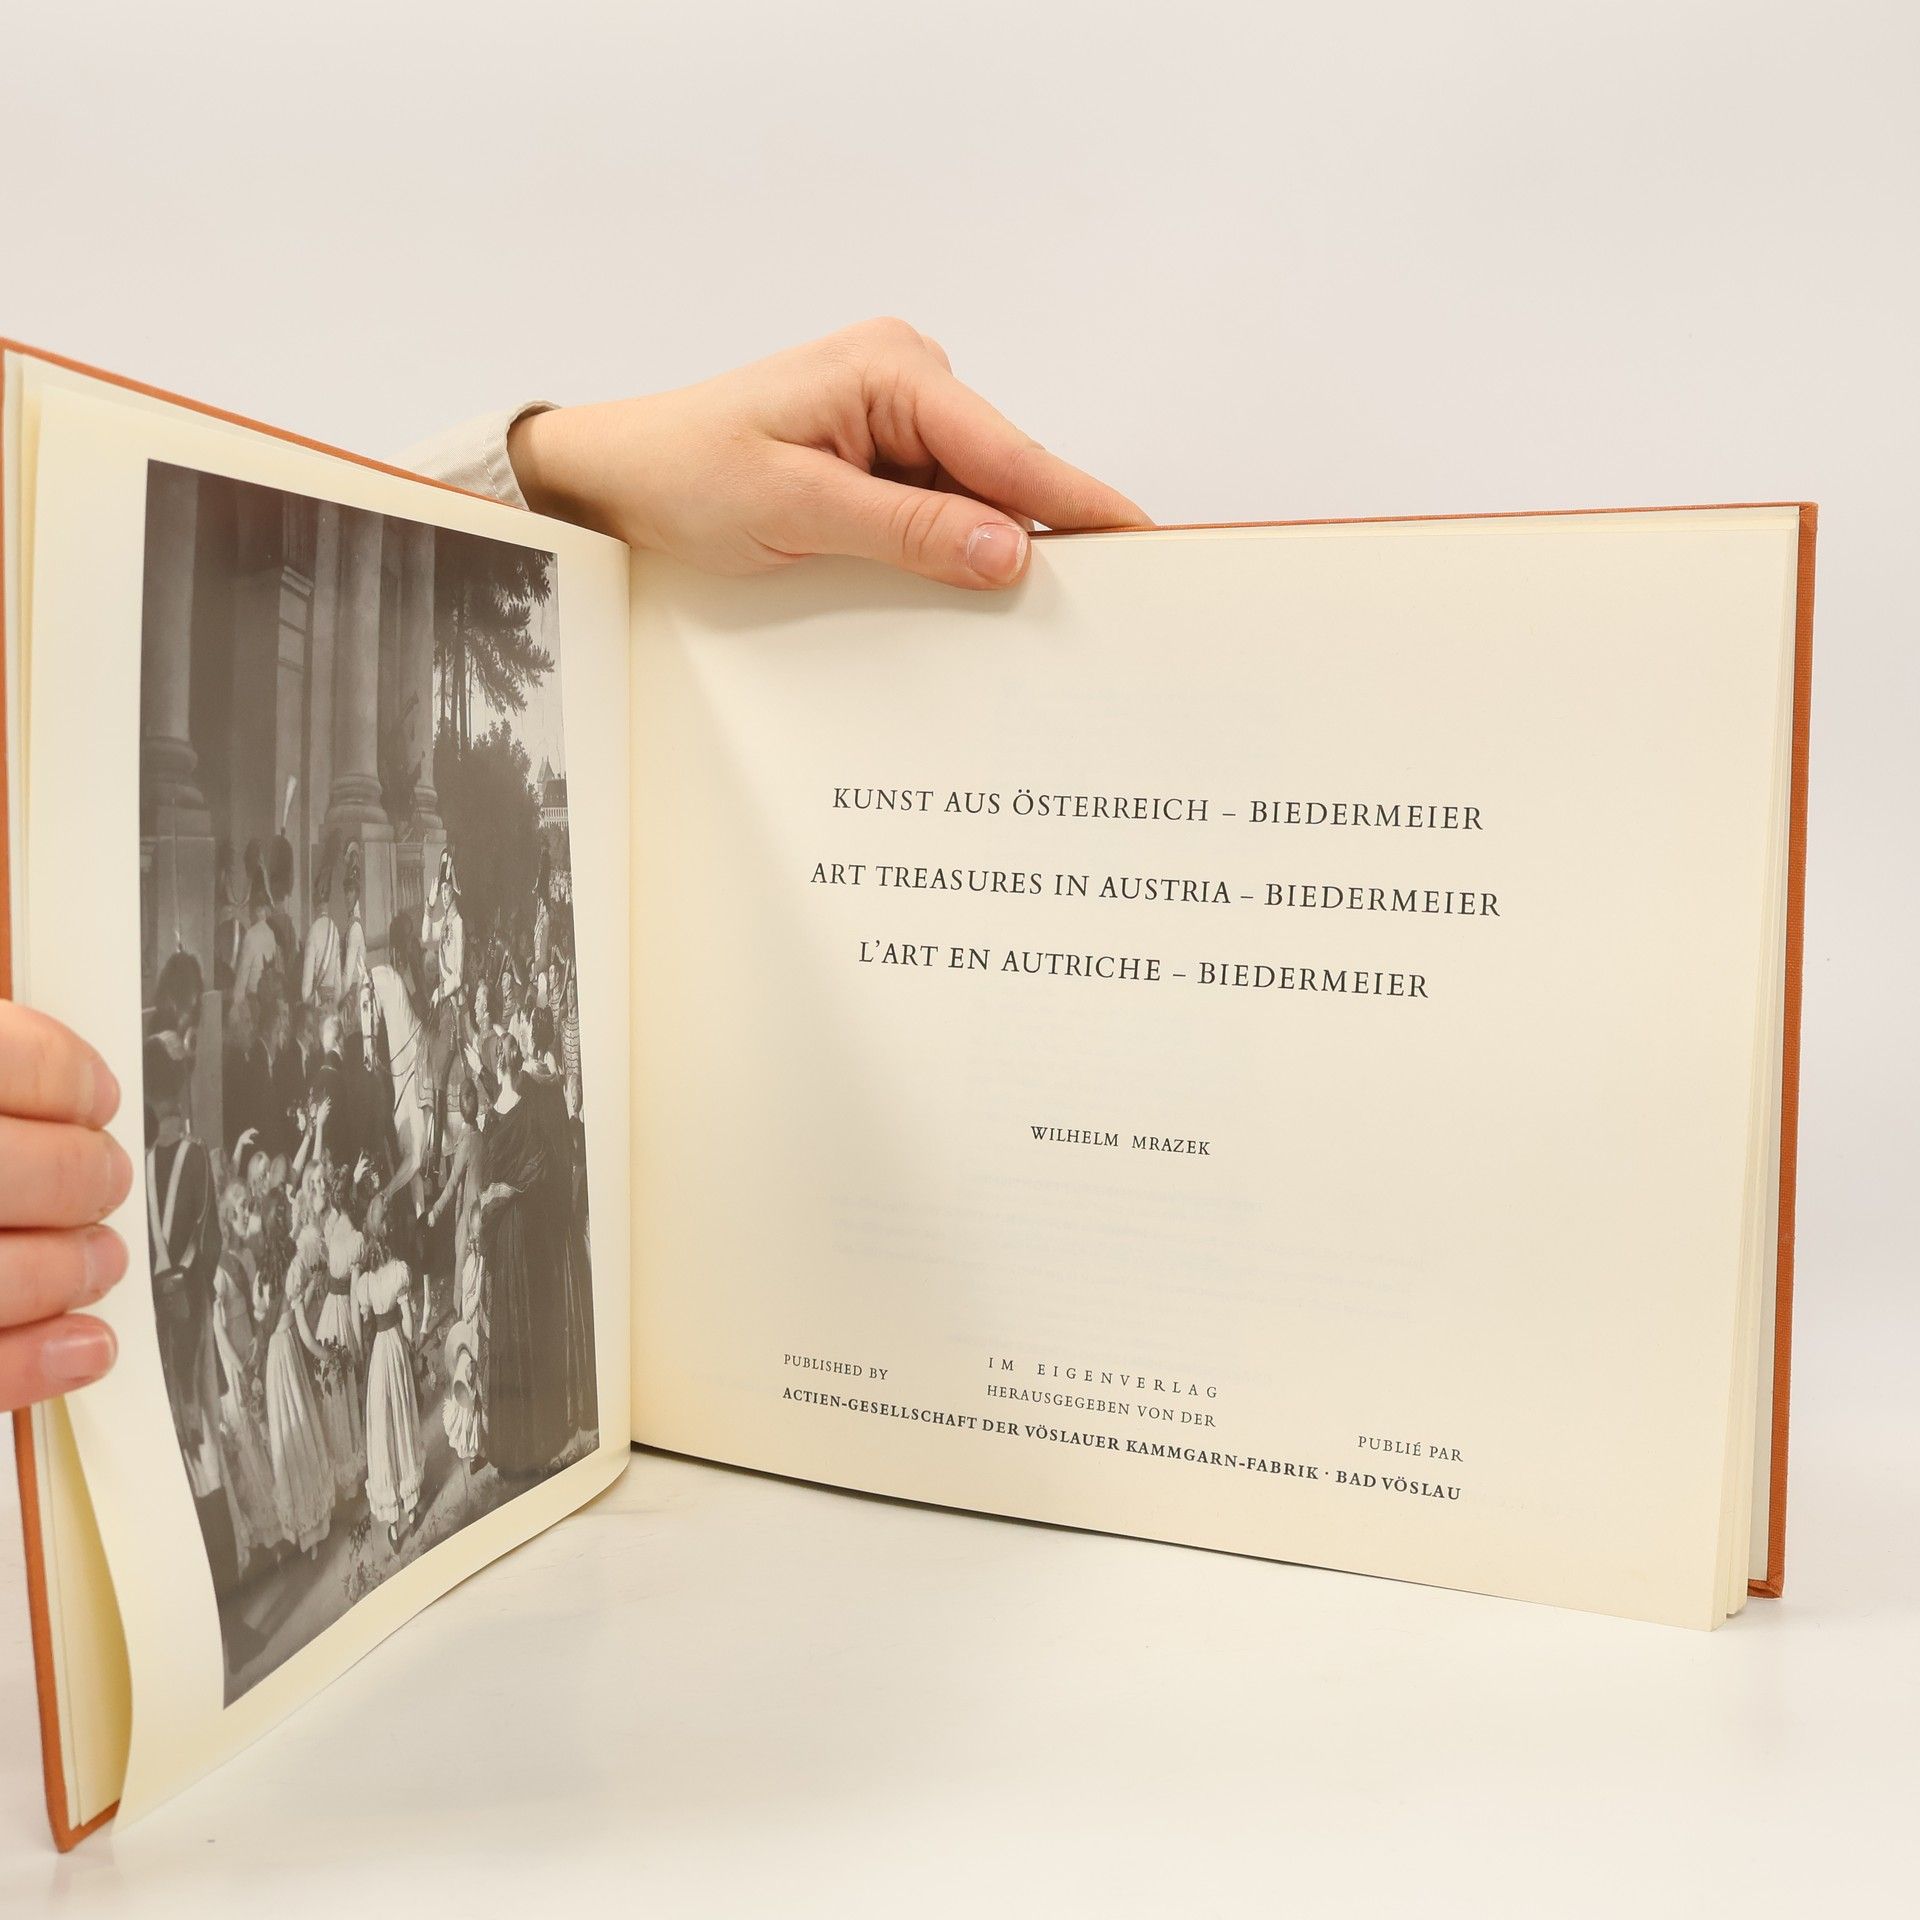 KUNST AUS ÖSTERREICH – BIEDERMEIER
ART TREASURES IN AUSTRIA – BIEDERMEIER
L'ART EN AUTRICHE – BIEDERMEIER
WILHELM MRAZEK
PUBLISHED BY
IM EIGENVERLAG
HERAUSGEGEBEN VON DER
PUBLIÉ PAR
ACTIEN-GESELLSCHAFT DER VÖSLAUER KAMMGARN-FABRIK · BAD VÖSLAU